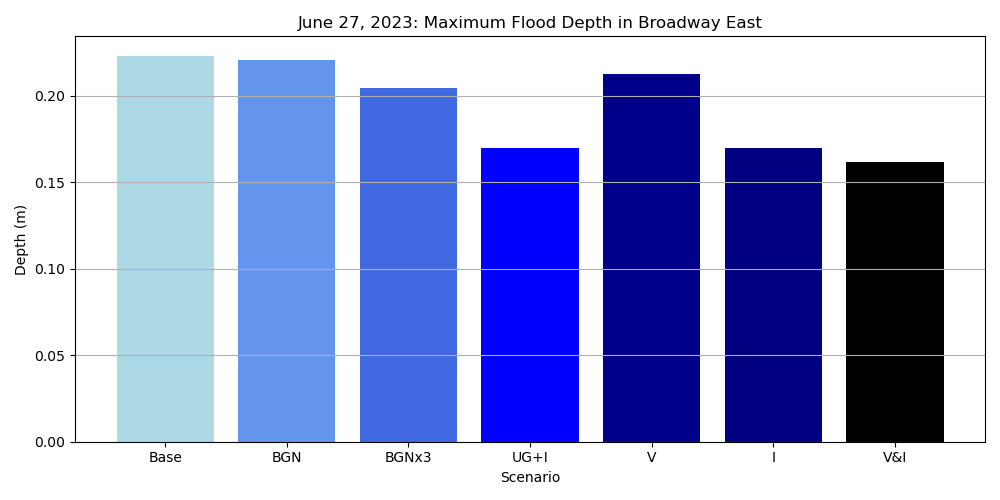 June 27, 2023: Maximum Flood Depth in Broadway East
0.20
0.15
0.10
0.05
0.00
Depth (m)
Base BGN BGNx3 UG+I V I V&I
Scenario